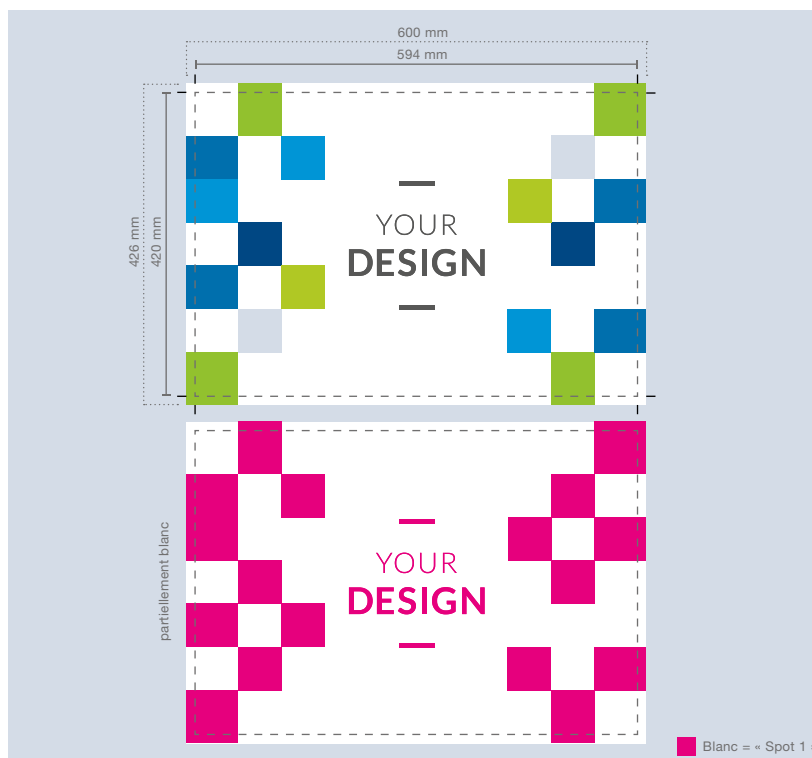 600 mm
594 mm
426 mm
420 mm
YOUR
DESIGN
partiellement blanc
YOUR
DESIGN
Blanc = « Spot 1 »